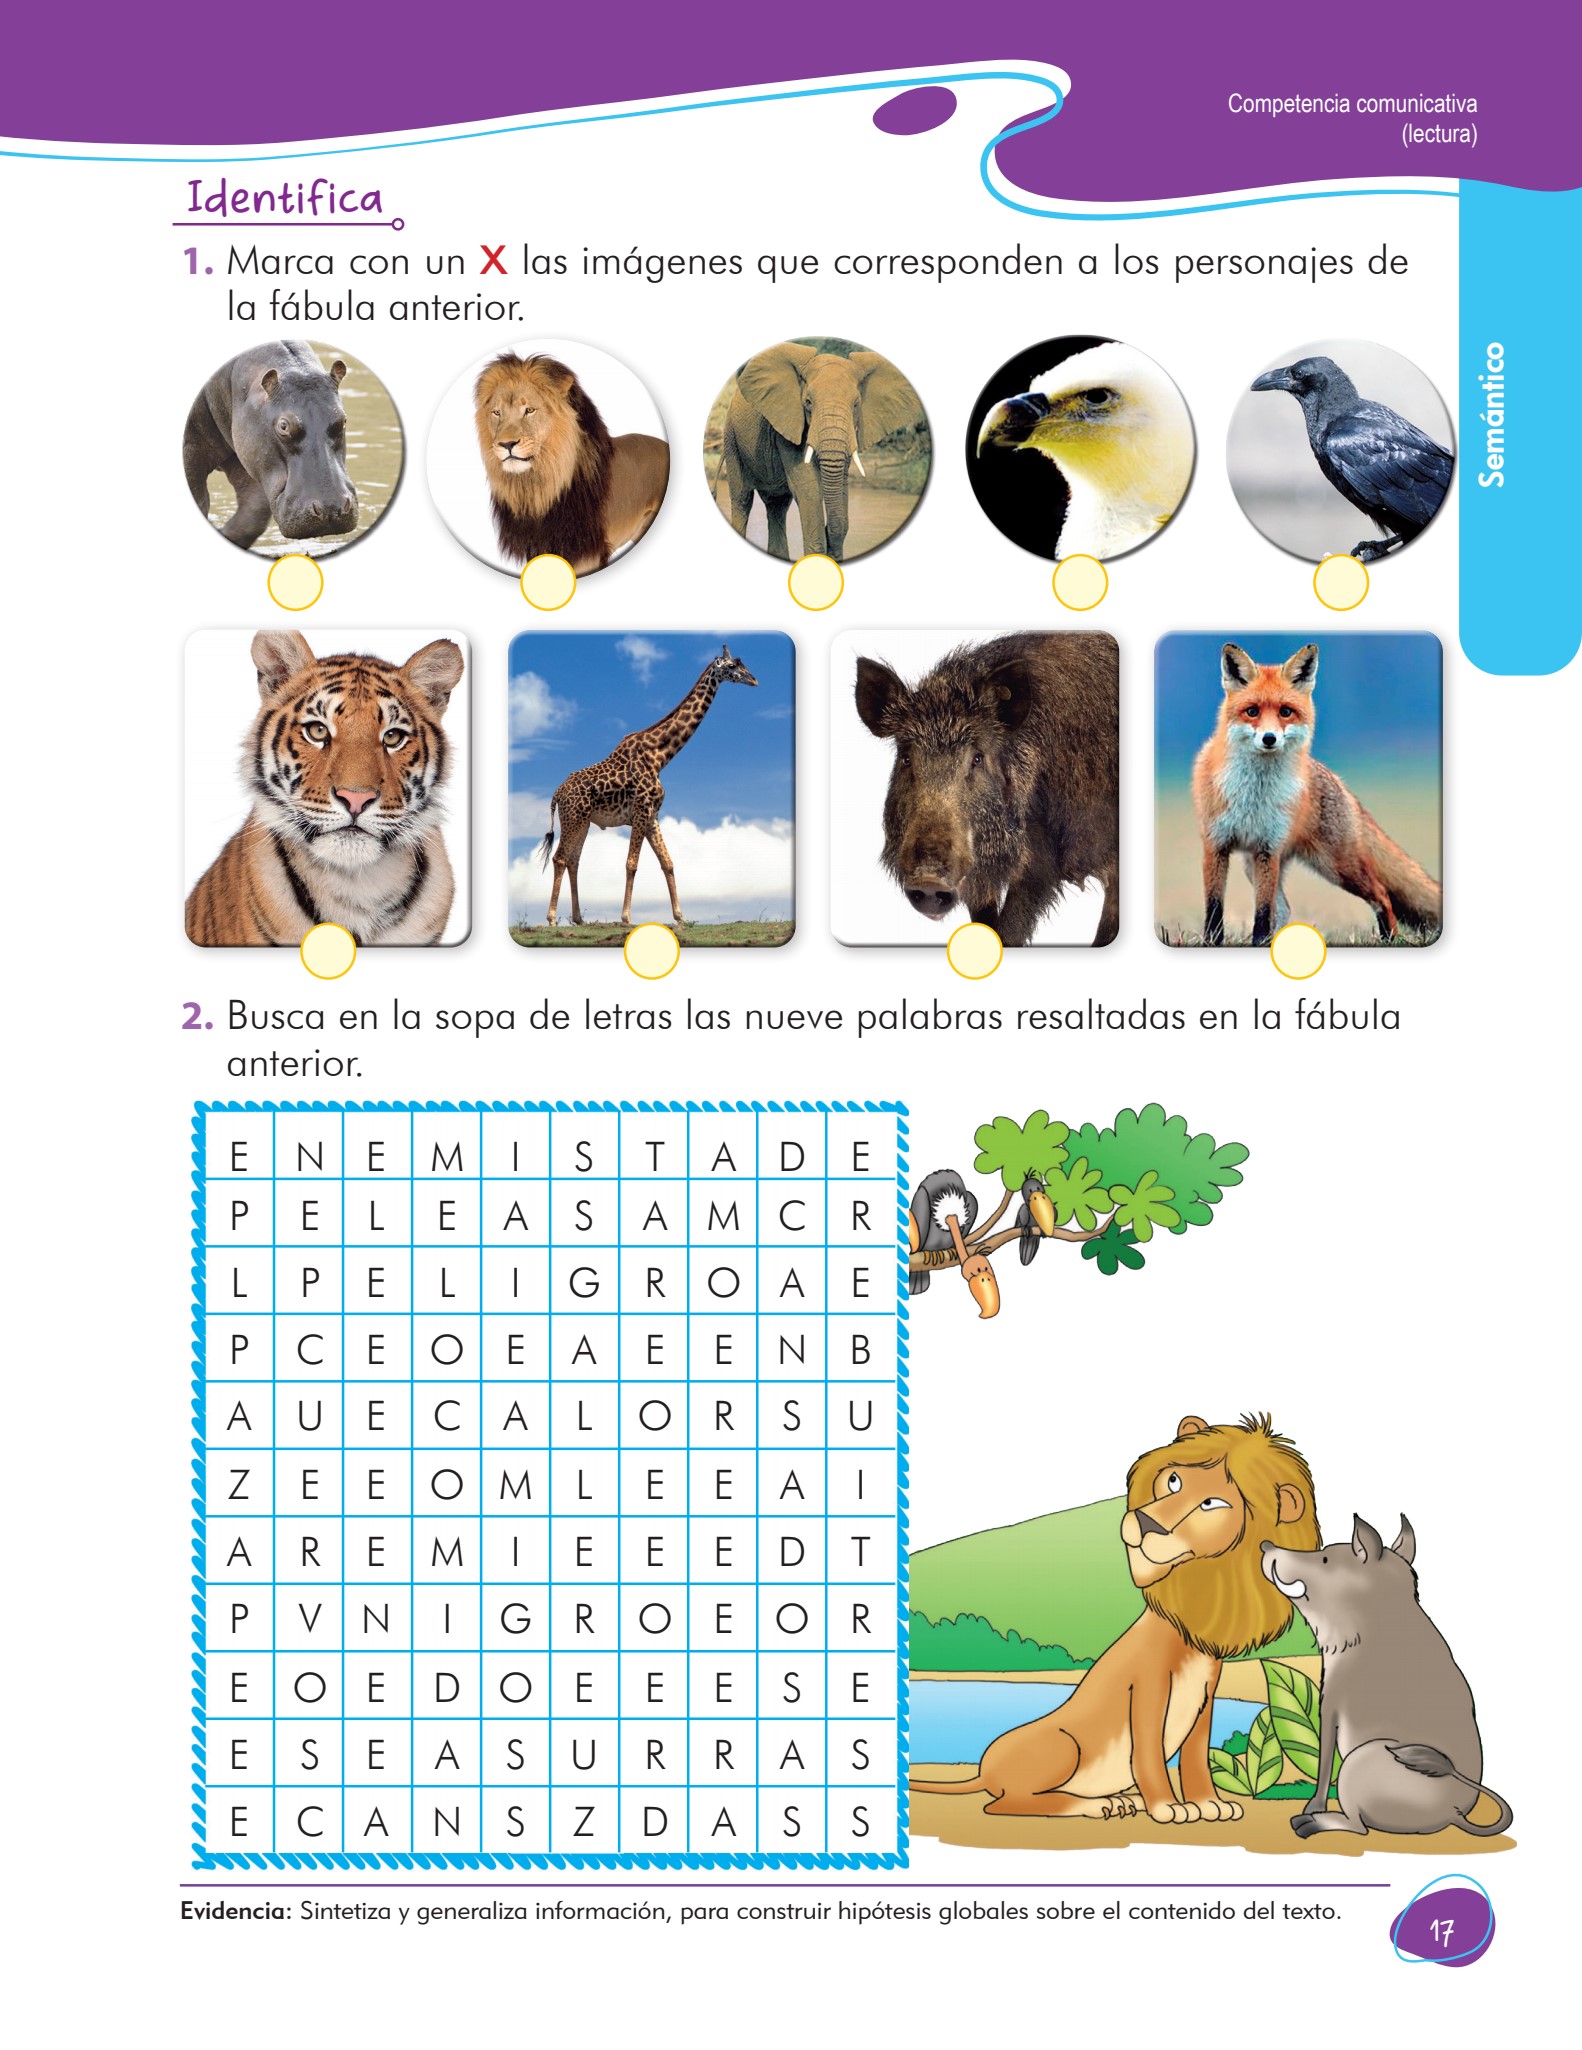 Competencia comunicativa
(lectura)
Semántico
Identifica
1. Marca con un X las imágenes que corresponden a los personajes de
la fábula anterior.
2. Busca en la sopa de letras las nueve palabras resaltadas en la fábula
anterior.
E N E M I S T A D E
P E L E A S A M C R
L P E L I G R O A E
P C E O E A E E N B
A U E C A L O R S U
Z E E O M L E E A I
A R E M I E E E D T
P V N I G R O E O R
E O E D O E E E S E
E S E A S U R R A S
E C A N S Z D A S S
Evidencia: Sintetiza y generaliza información, para construir hipótesis globales sobre el contenido del texto.
17